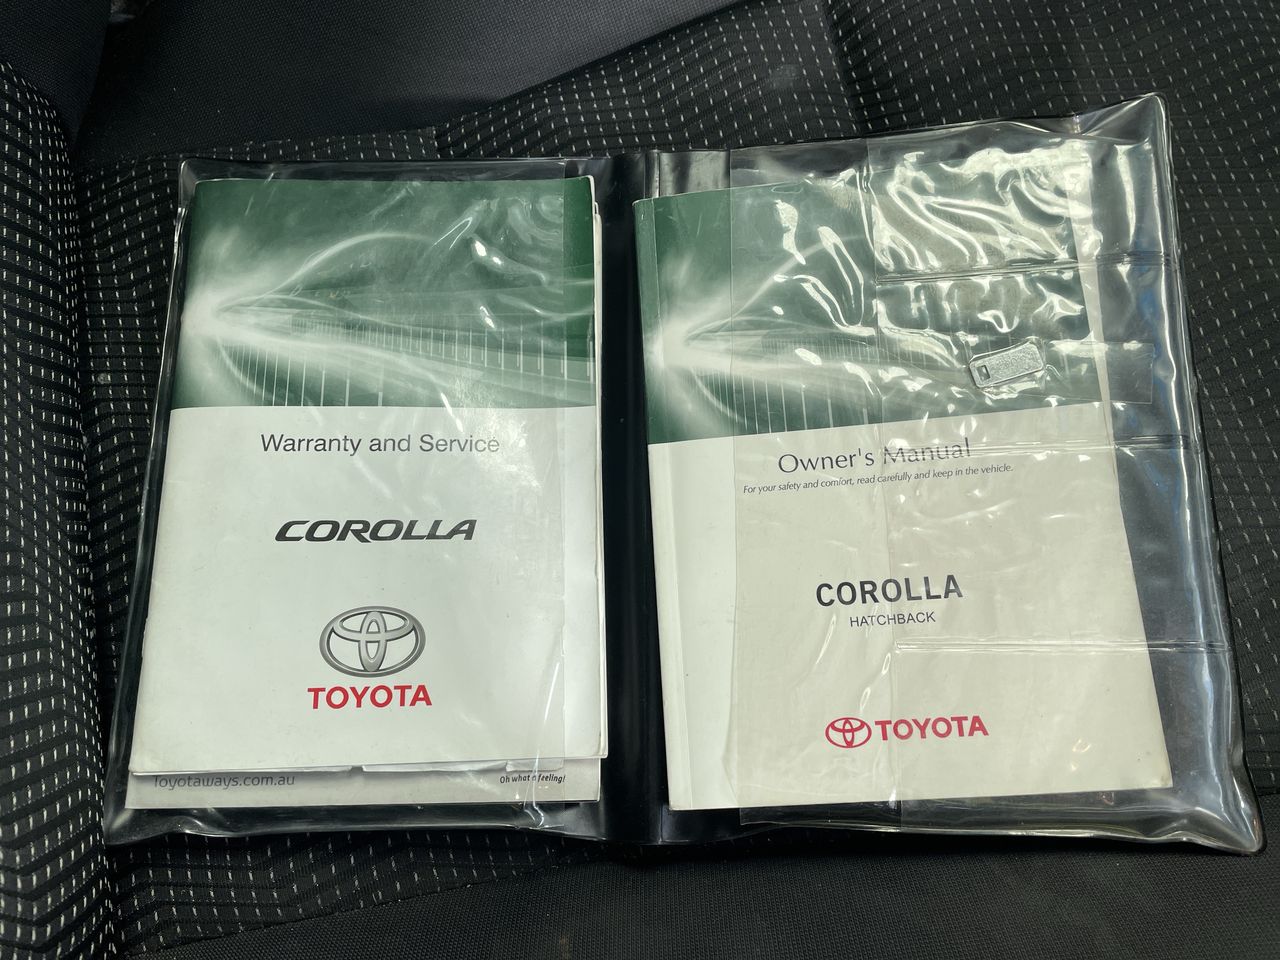 Warranty and Service
COROLLA
TOYOTA
Toyotaways.com.au
Oh what a feeling!
Owner's Manual
For your safety and comfort, read carefully and keep in the vehicle.
COROLLA
HATCHBACK
TOYOTA